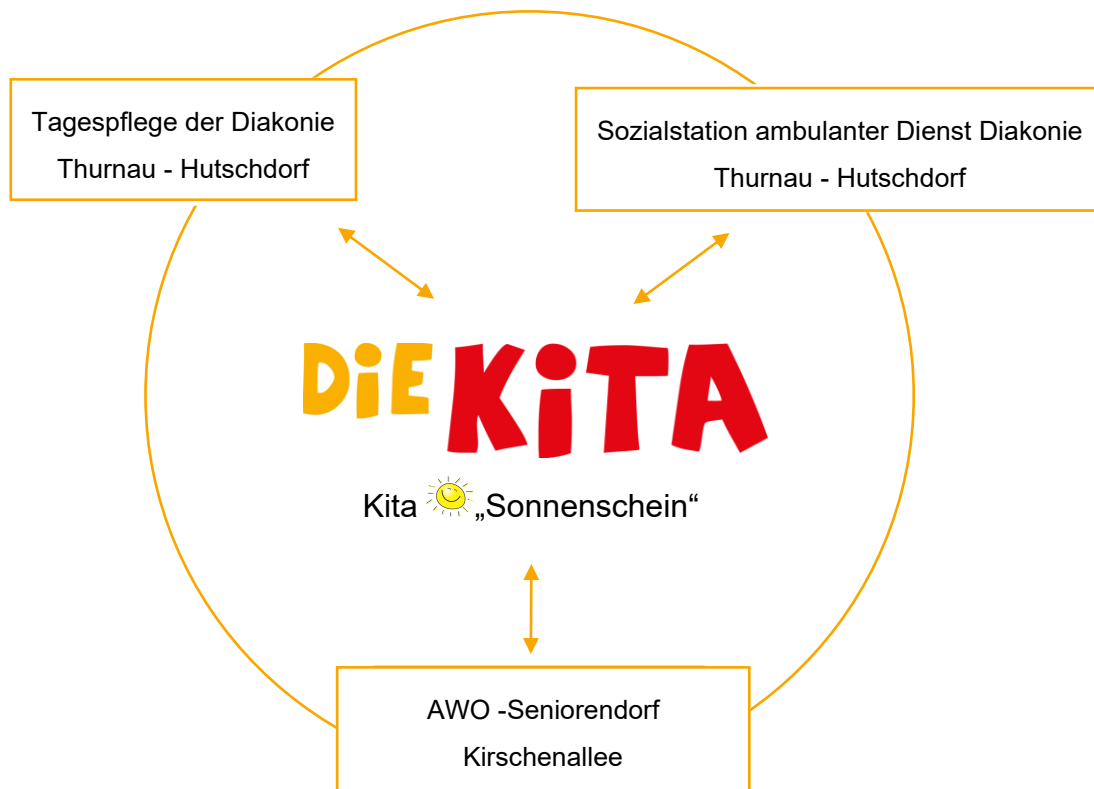 Tagespflege der Diakonie
Thurnau - Hutschdorf
Sozialstation ambulanter Dienst Diakonie
Thurnau - Hutschdorf
DiE KiTA
Kita „Sonnenschein“
AWO -Seniorendorf
Kirschenallee